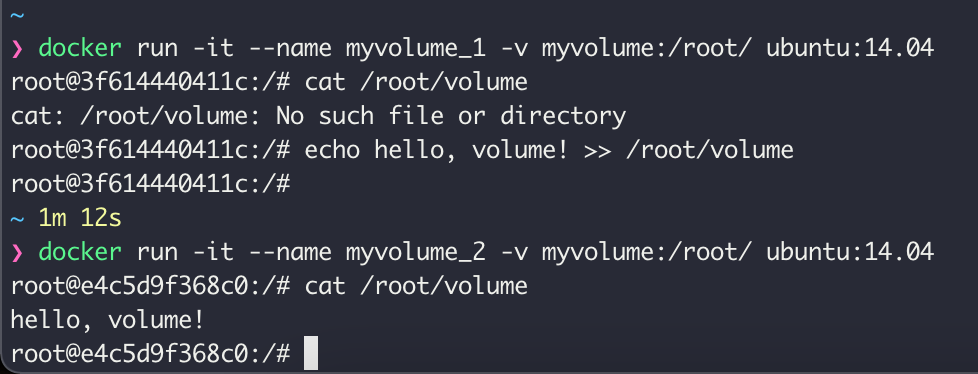 ~
❯ docker run -it --name myvolume_1 -v myvolume:/root/ ubuntu:14.04
root@3f614440411c:/# cat /root/volume
cat: /root/volume: No such file or directory
root@3f614440411c:/# echo hello, volume! >> /root/volume
root@3f614440411c:/#
~ 1m 12s
❯ docker run -it --name myvolume_2 -v myvolume:/root/ ubuntu:14.04
root@e4c5d9f368c0:/# cat /root/volume
hello, volume!
root@e4c5d9f368c0:/#